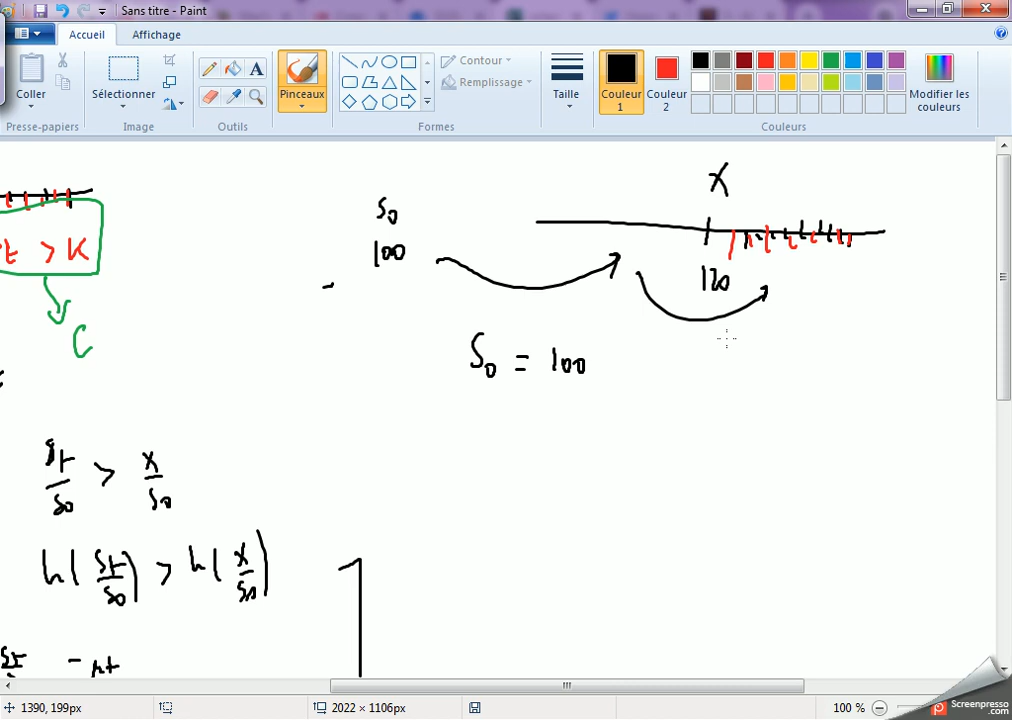 Sans titre - Paint
Accueil
Affichage
Coller
Sélectionner
Pinceaux
Contour
Remplissage
Taille
Couleur
1
Couleur
2
Modifier les
couleurs
Presse-papiers
Image
Outils
Formes
Couleurs
X
S0
100
t > K
120
C
S0 = 100
St/S0 > X/S0
ln(St/S0) > ln(X/S0)
- μt
1390, 199px
2022 × 1106px
100 %
Screenpresso
.com